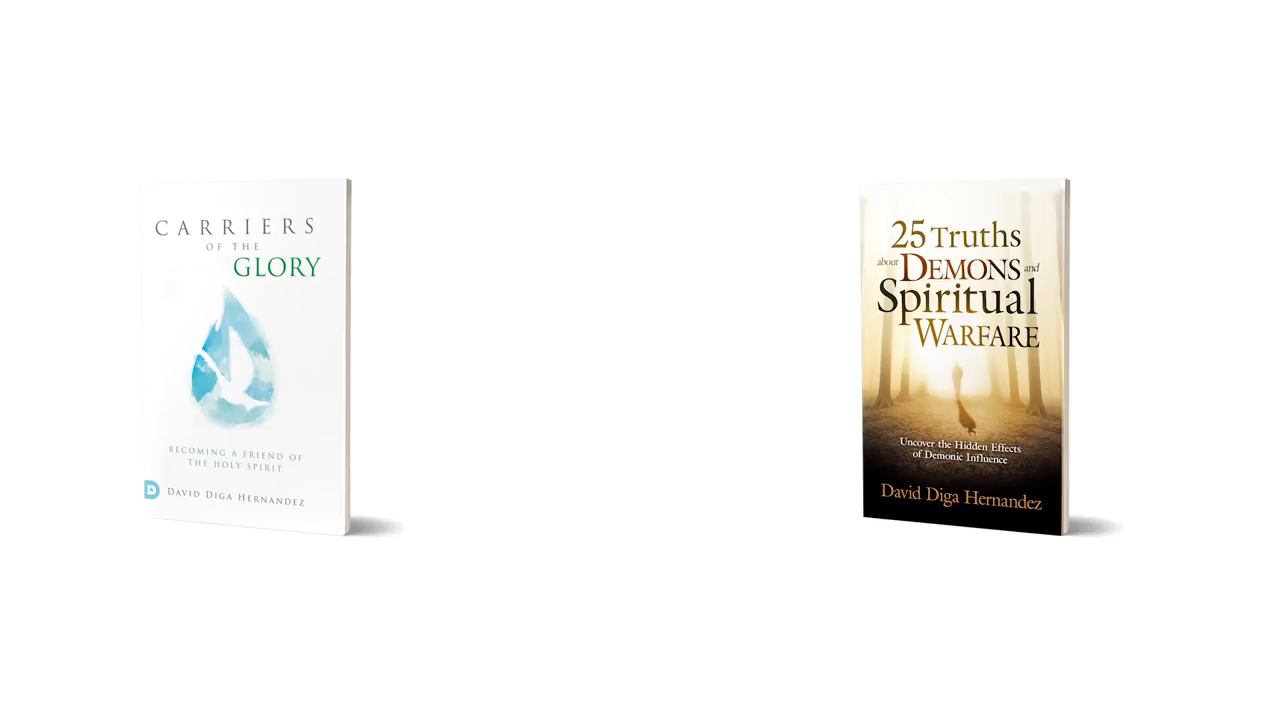 CARRIERS
OF THE
GLORY
BECOMING A FRIEND OF
THE HOLY SPIRIT
D
DAVID DIGA HERNANDEZ
25 Truths
about DEMONS and
Spiritual
WARFARE
Uncover the Hidden Effects
of Demonic Influence
David Diga Hernandez